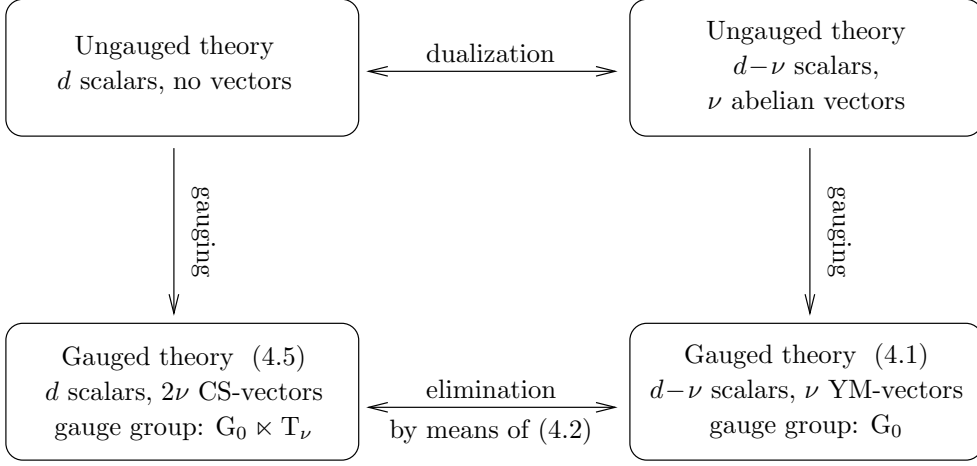 Ungauged theory
d scalars, no vectors
dualization
Ungauged theory
d−ν scalars,
ν abelian vectors
gauging
gauging
Gauged theory (4.5)
d scalars, 2ν CS-vectors
gauge group: G₀ ⋉ T_ν
elimination
by means of (4.2)
Gauged theory (4.1)
d−ν scalars, ν YM-vectors
gauge group: G₀